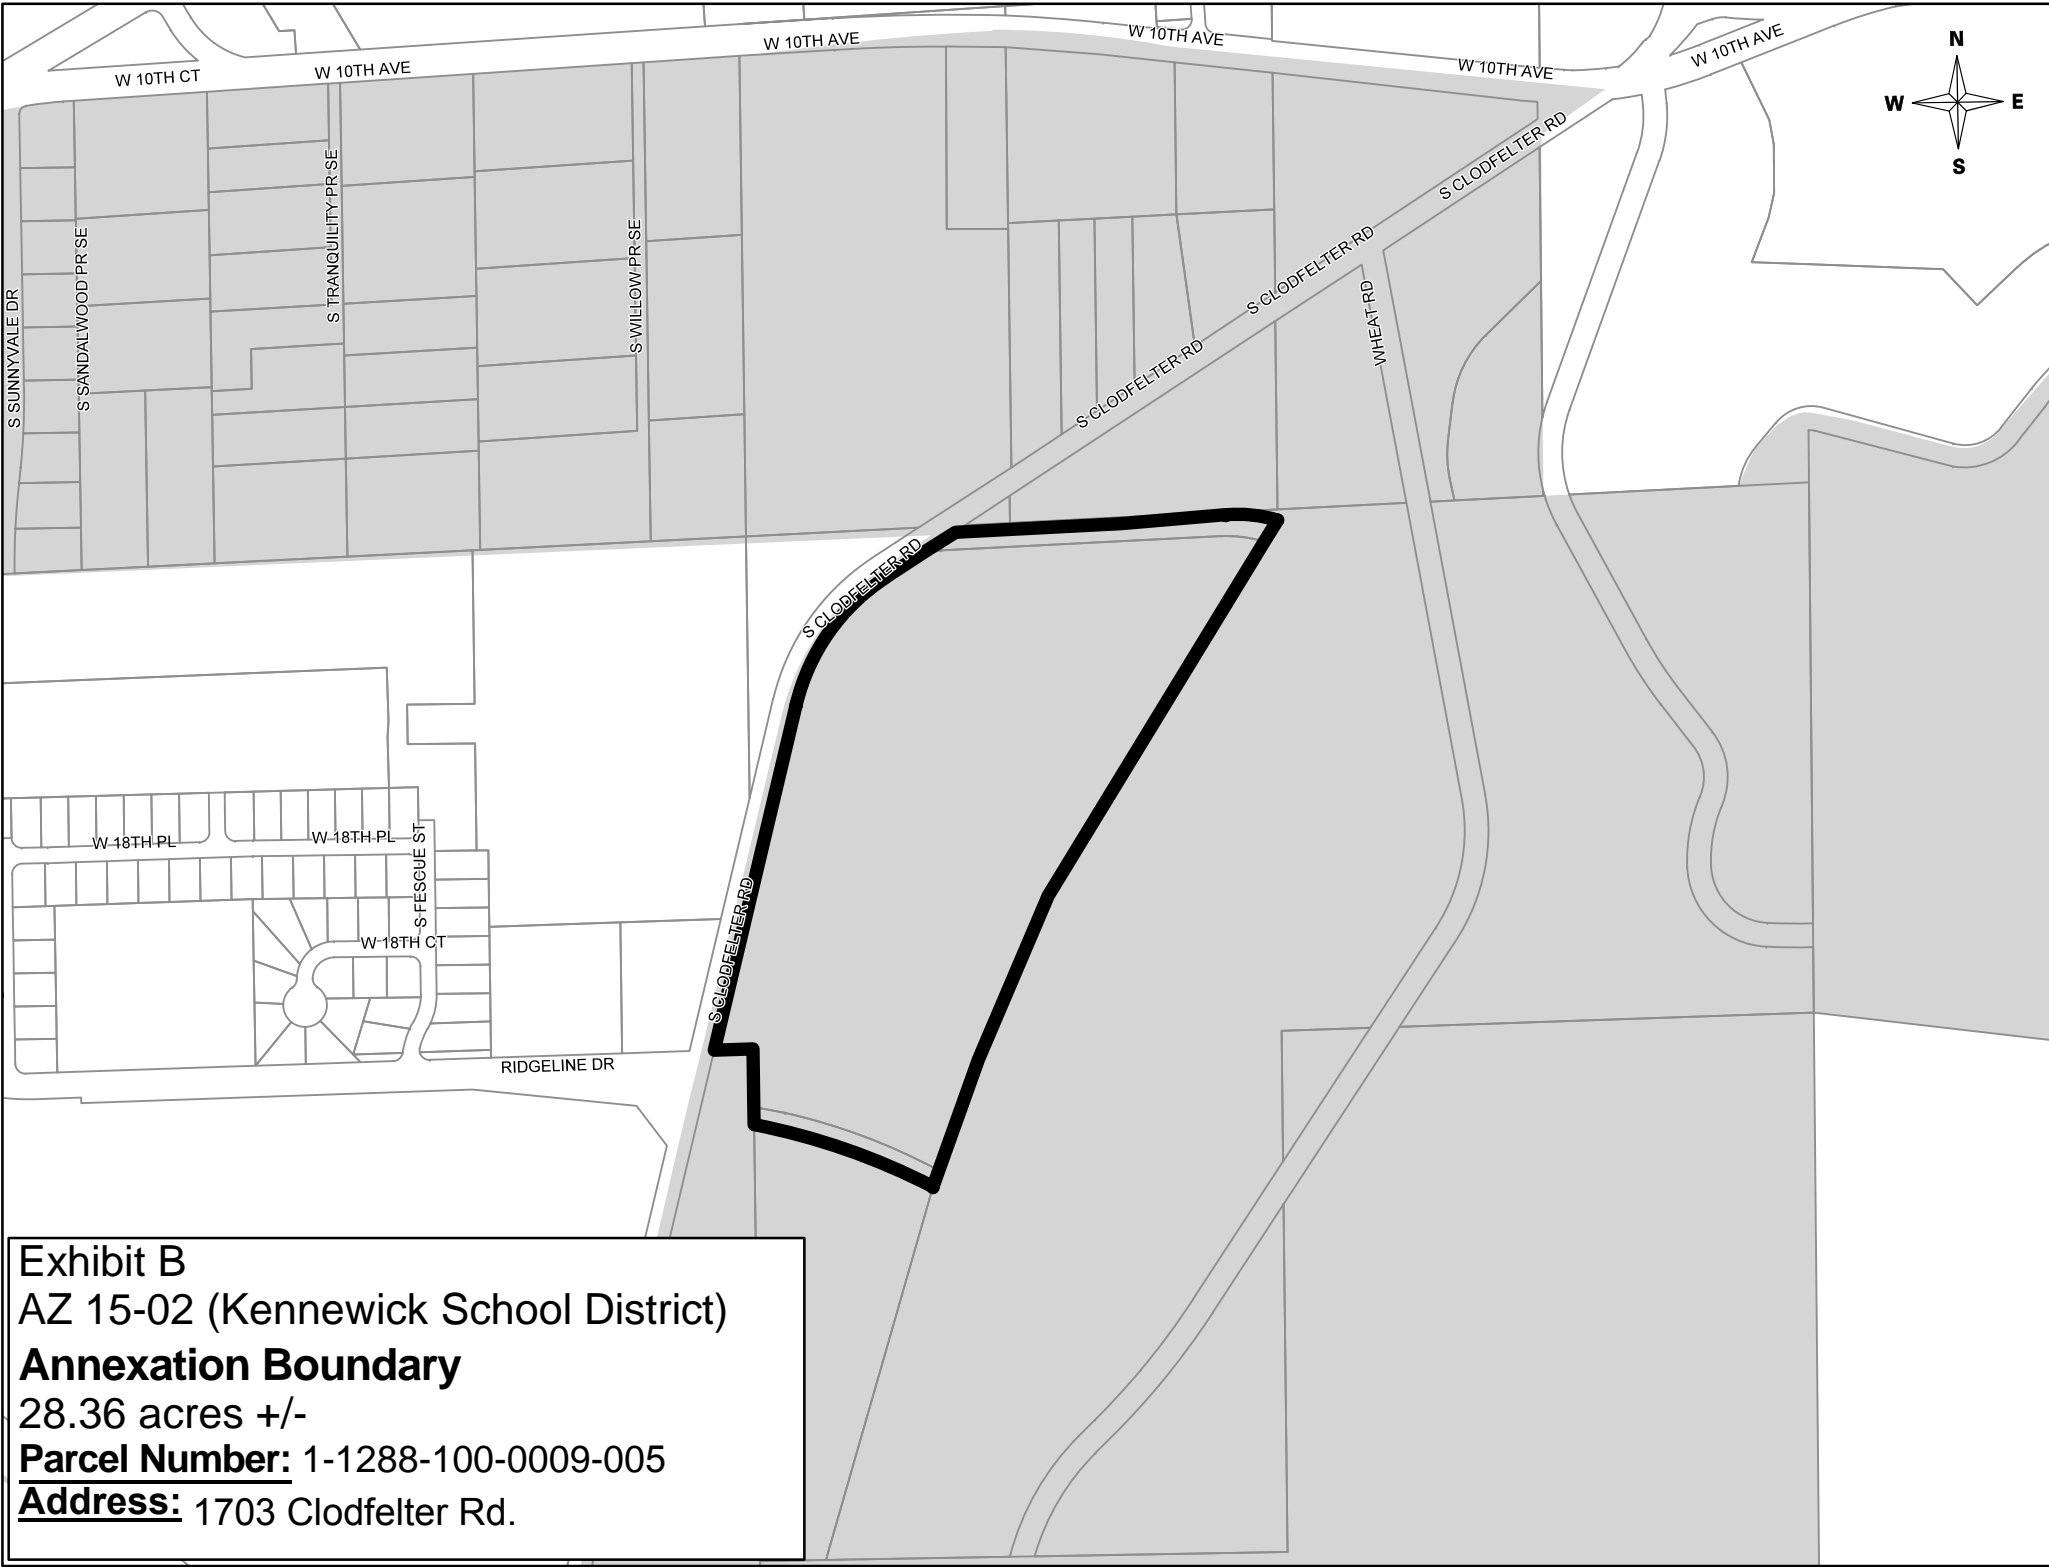 W 10TH AVE
W 10TH AVE
W 10TH AVE
N
W 10TH AVE
W 10TH AVE
W 10TH CT
W E
S
S CLODFELTER RD
S TRANQUILITY PR SE
S WILLOW PR SE
S SANDALWOOD PR SE
S SUNNYVALE DR
S CLODFELTER RD
WHEAT RD
S CLODFELTER RD
S CLODFELTER RD
W 18TH PL
W 18TH PL
S FESCUE ST
W 18TH CT
S CLODFELTER RD
RIDGELINE DR
Exhibit B
AZ 15-02 (Kennewick School District)
Annexation Boundary
28.36 acres +/-
Parcel Number: 1-1288-100-0009-005
Address: 1703 Clodfelter Rd.